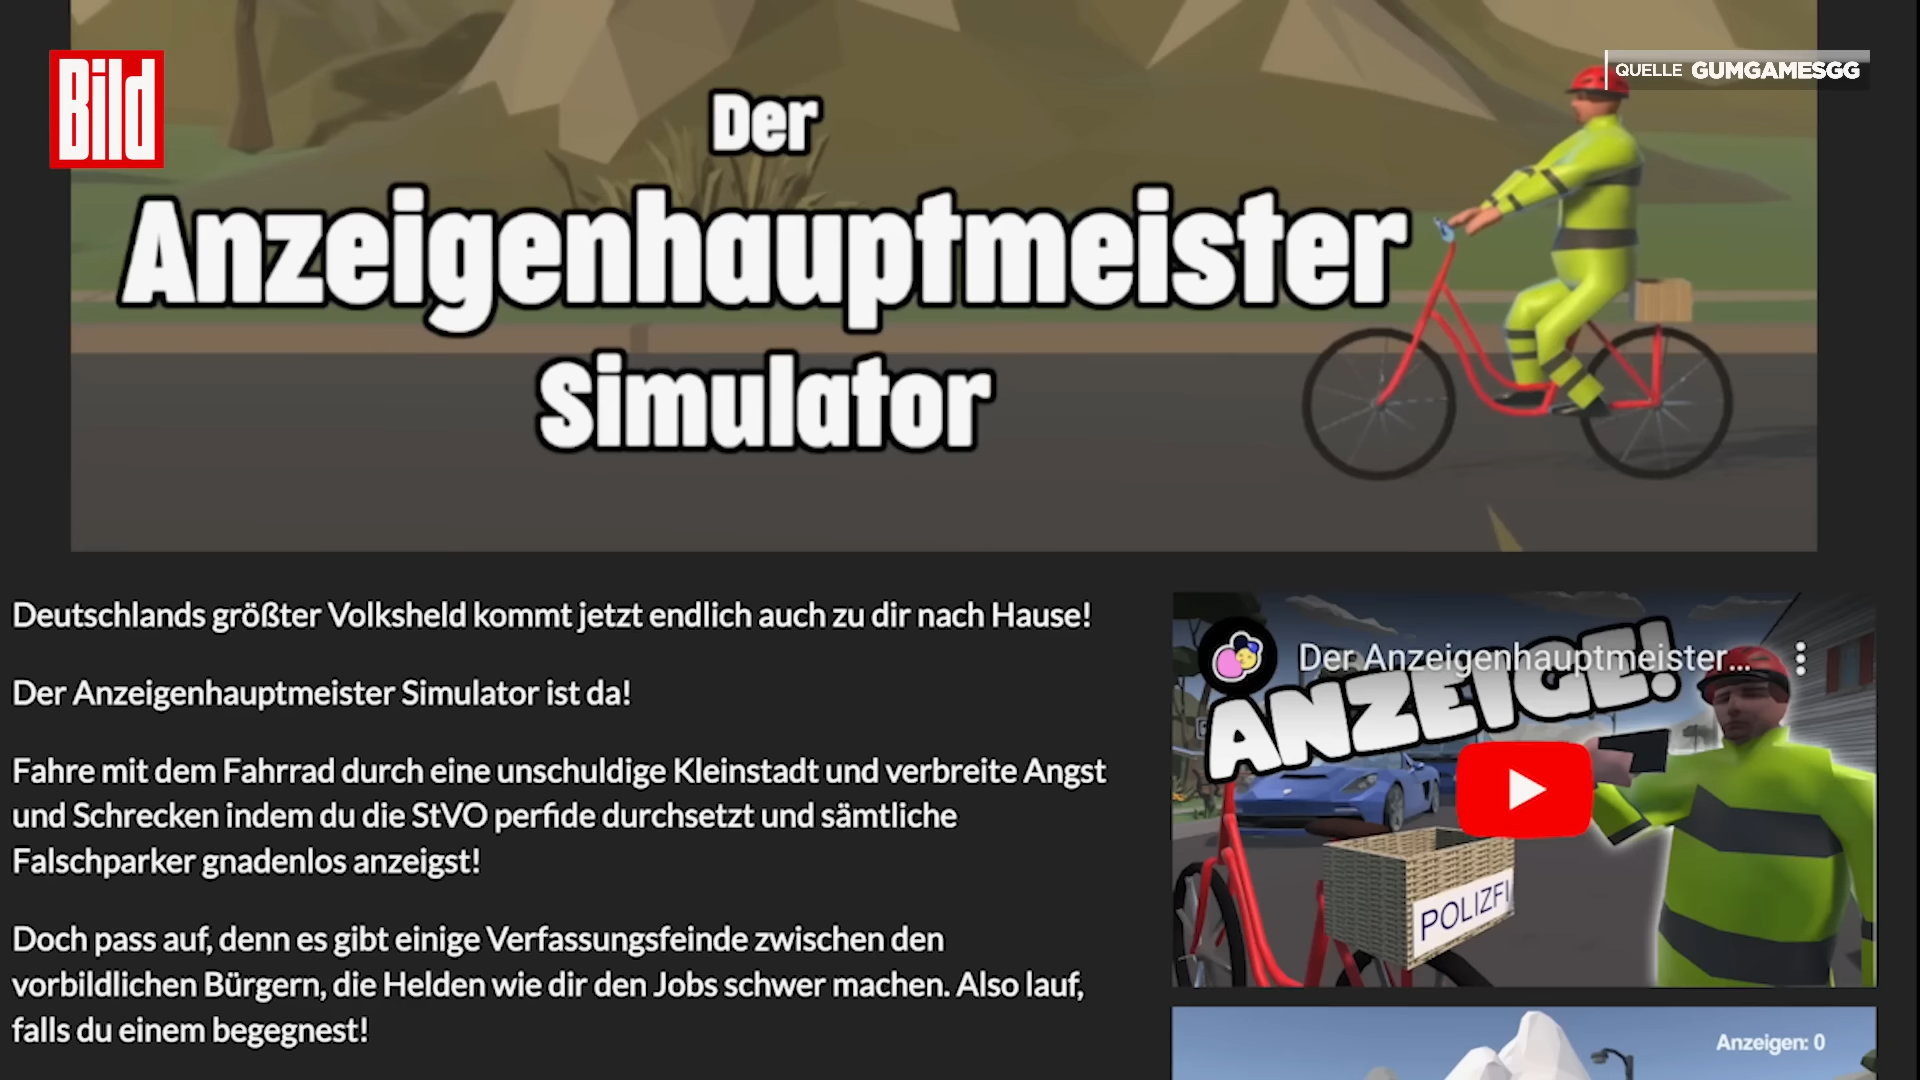 Bild
QUELLE GUMGAMESGG
Der
Anzeigenhauptmeister
Simulator
Deutschlands größter Volksheld kommt jetzt endlich auch zu dir nach Hause!
Der Anzeigenhauptmeister Simulator ist da!
Fahre mit dem Fahrrad durch eine unschuldige Kleinstadt und verbreite Angst
und Schrecken indem du die StVO perfide durchsetzt und sämtliche
Falschparker gnadenlos anzeigst!
Doch pass auf, denn es gibt einige Verfassungsfeinde zwischen den
vorbildlichen Bürgern, die Helden wie dir den Jobs schwer machen. Also lauf,
falls du einem begegnest!
Der Anzeigenhauptmeister...
ANZEIGE!
POLIZFI
Anzeigen: 0